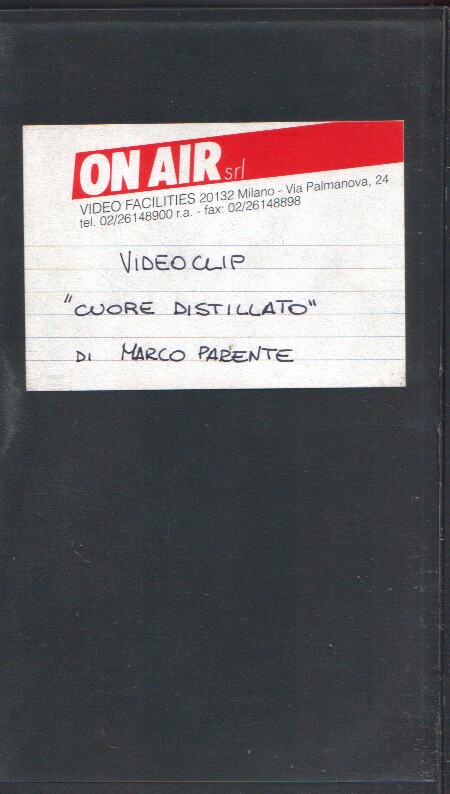 ON AIR srl
VIDEO FACILITIES 20132 Milano - Via Palmanova, 24
tel. 02/26148900 r.a. - fax: 02/26148898
VIDEOCLIP
"CUORE DISTILLATO"
DI MARCO PARENTE